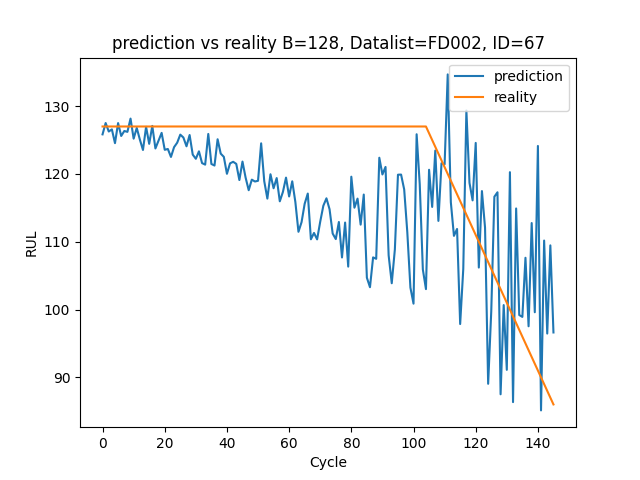 prediction vs reality B=128, Datalist=FD002, ID=67
prediction
reality
130
120
110
100
90
RUL
0 20 40 60 80 100 120 140
Cycle